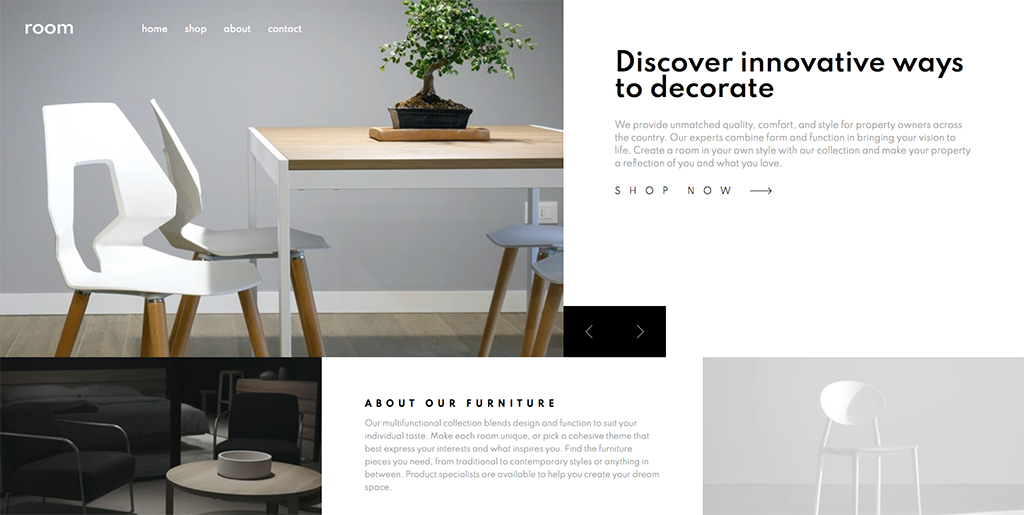 room
home shop about contact
Discover innovative ways
to decorate
We provide unmatched quality, comfort, and style for property owners across
the country. Our experts combine form and function in bringing your vision to
life. Create a room in your own style with our collection and make your property
a reflection of you and what you love.
SHOP NOW
ABOUT OUR FURNITURE
Our multifunctional collection blends design and function to suit your
individual taste. Make each room unique, or pick a cohesive theme that
best express your interests and what inspires you. Find the furniture
pieces you need, from traditional to contemporary styles or anything in
between. Product specialists are available to help you create your dream
space.